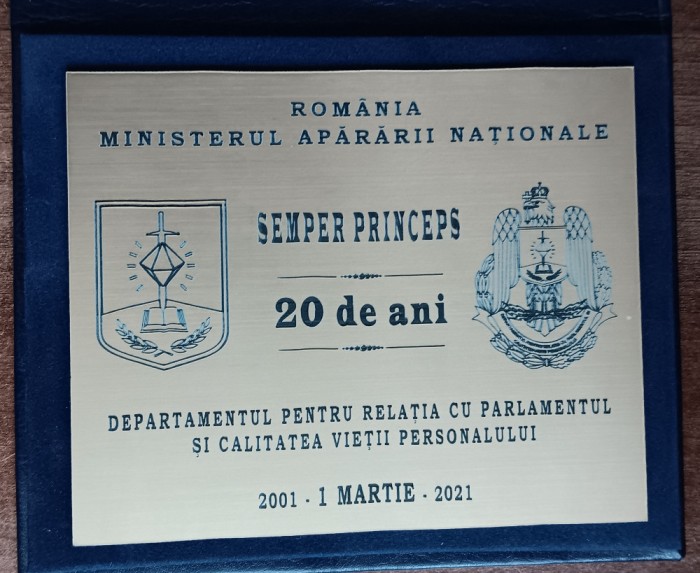 ROMÂNIA
MINISTERUL APĂRĂRII NAȚIONALE
SEMPER PRINCEPS
20 de ani
DEPARTAMENTUL PENTRU RELAȚIA CU PARLAMENTUL
ȘI CALITATEA VIEȚII PERSONALULUI
2001 - 1 MARTIE - 2021